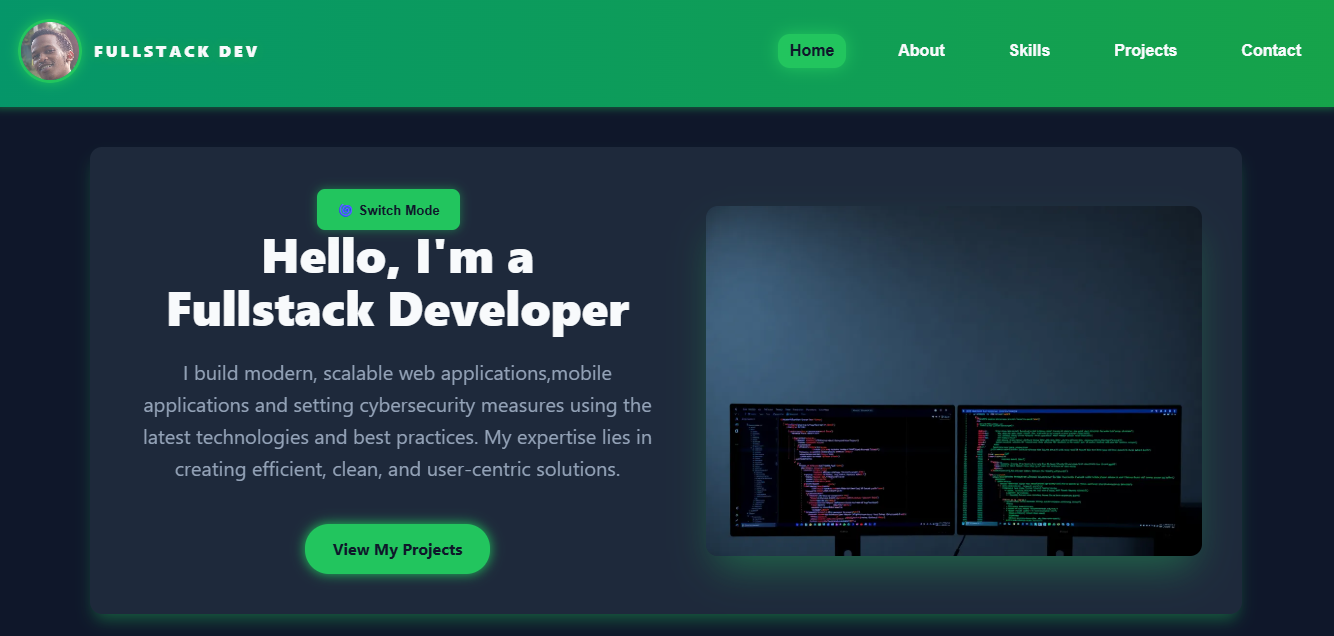 FULLSTACK DEV
Home
About
Skills
Projects
Contact
🌀 Switch Mode
Hello, I'm a
Fullstack Developer
I build modern, scalable web applications,mobile
applications and setting cybersecurity measures using the
latest technologies and best practices. My expertise lies in
creating efficient, clean, and user-centric solutions.
View My Projects